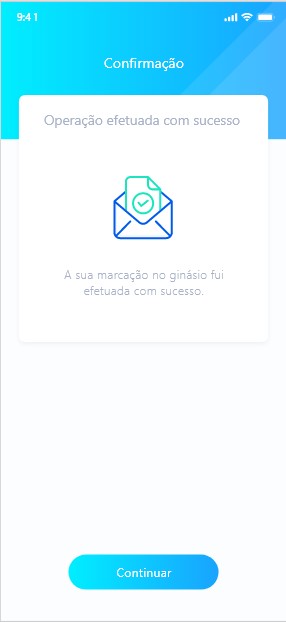 9:41
Confirmação
Operação efetuada com sucesso
A sua marcação no ginásio fui
efetuada com sucesso.
Continuar